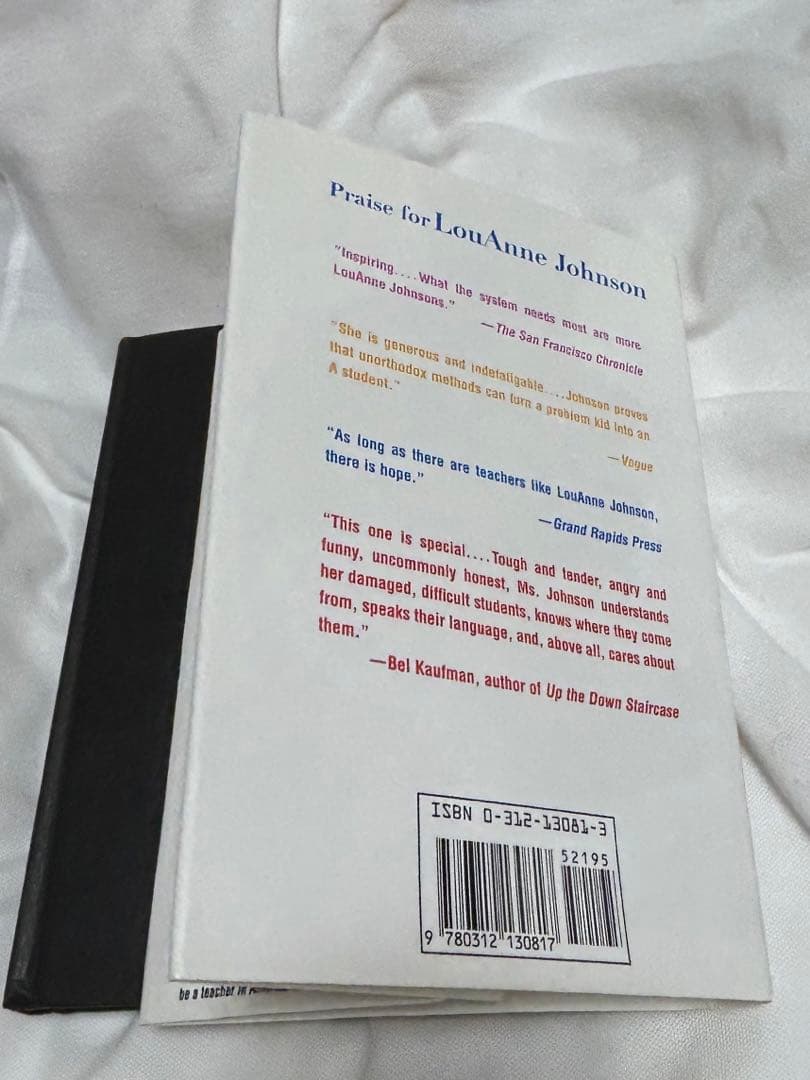 Praise for LouAnne Johnson
"Inspiring....What the system needs most are more
LouAnne Johnsons."
—The San Francisco Chronicle
"She is generous and indefatigable....Johnson proves
that unorthodox methods can turn a problem kid into an
A student."
—Vogue
"As long as there are teachers like LouAnne Johnson,
there is hope."
—Grand Rapids Press
"This one is special....Tough and tender, angry and
funny, uncommonly honest, Ms. Johnson understands
her damaged, difficult students, knows where they come
from, speaks their language, and, above all, cares about
them."
—Bel Kaufman, author of Up the Down Staircase
ISBN 0-312-13081-3
52195
9 780312 130817
be a teacher in